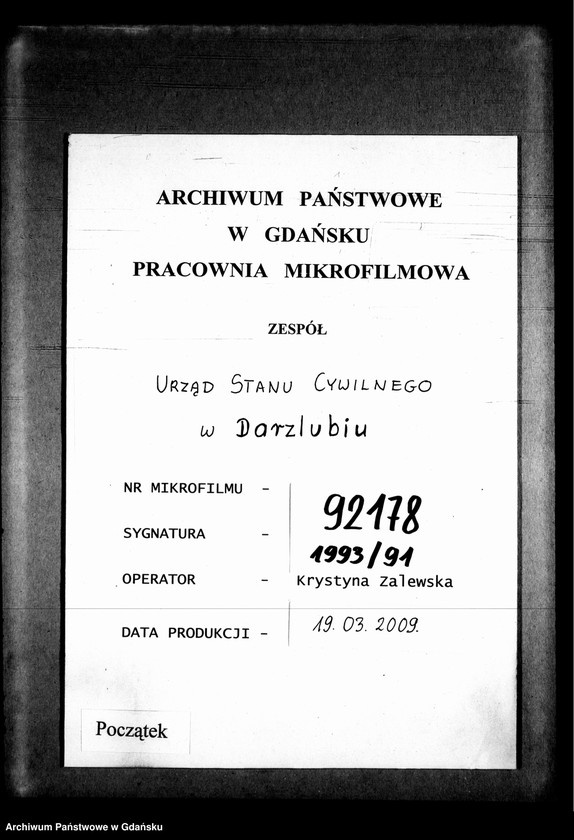 ARCHIWUM PAŃSTWOWE
W GDAŃSKU
PRACOWNIA MIKROFILMOWA
ZESPÓŁ
URZĄD STANU CYWILNEGO
w Darzlubiu
NR MIKROFILMU - 92178
SYGNATURA - 1993/91
OPERATOR - Krystyna Zalewska
DATA PRODUKCJI - 19.03.2009.
Początek
Archiwum Państwowe w Gdańsku